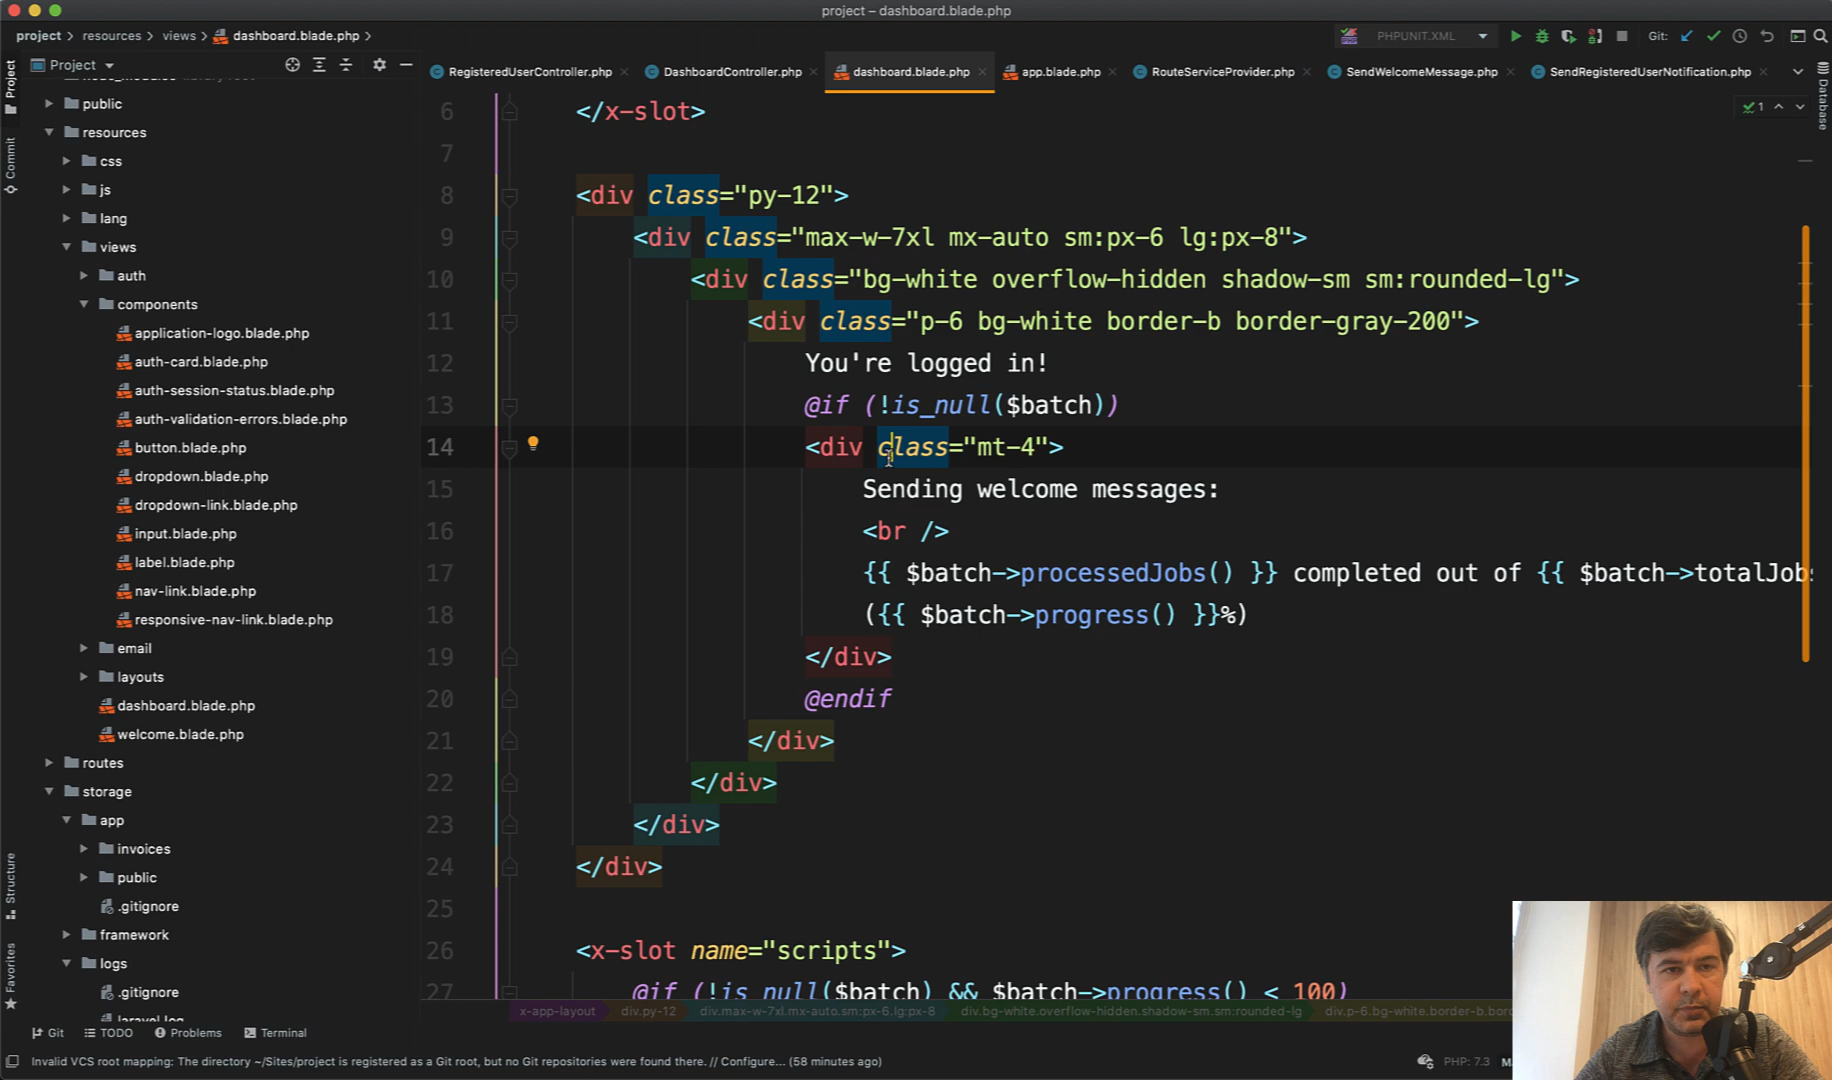 project – dashboard.blade.php
project
resources
views
dashboard.blade.php
PHPUNIT.XML
Git:
Project
RegisteredUserController.php
DashboardController.php
dashboard.blade.php
app.blade.php
RouteServiceProvider.php
SendWelcomeMessage.php
SendRegisteredUserNotification.php
Project
Commit
Structure
Favorites
Database
1
public
resources
css
js
lang
views
auth
components
application-logo.blade.php
auth-card.blade.php
auth-session-status.blade.php
auth-validation-errors.blade.php
button.blade.php
dropdown.blade.php
dropdown-link.blade.php
input.blade.php
label.blade.php
nav-link.blade.php
responsive-nav-link.blade.php
email
layouts
dashboard.blade.php
welcome.blade.php
routes
storage
app
invoices
public
.gitignore
framework
logs
.gitignore
laravel.log
6 </x-slot>
7
8 <div class="py-12">
9 <div class="max-w-7xl mx-auto sm:px-6 lg:px-8">
10 <div class="bg-white overflow-hidden shadow-sm sm:rounded-lg">
11 <div class="p-6 bg-white border-b border-gray-200">
12 You're logged in!
13 @if (!is_null($batch))
14 <div class="mt-4">
15 Sending welcome messages:
16 <br />
17 {{ $batch->processedJobs() }} completed out of {{ $batch->totalJobs
18 ({{ $batch->progress() }}%)
19 </div>
20 @endif
21 </div>
22 </div>
23 </div>
24 </div>
25
26 <x-slot name="scripts">
27 @if (!is_null($batch) && $batch->progress() < 100)
x-app-layout
div.py-12
div.max-w-7xl.mx-auto.sm:px-6.lg:px-8
div.bg-white.overflow-hidden.shadow-sm.sm:rounded-lg
div.p-6.bg-white.border-b.bord
Git
TODO
Problems
Terminal
Invalid VCS root mapping: The directory ~/Sites/project is registered as a Git root, but no Git repositories were found there. // Configure... (58 minutes ago)
PHP: 7.3